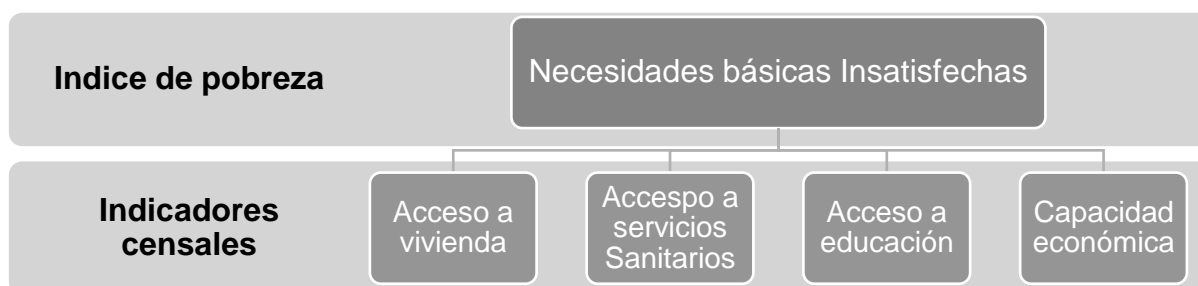 Indice de pobreza
Necesidades básicas Insatisfechas
Indicadores
censales
Acceso a
vivienda
Accespo a
servicios
Sanitarios
Acceso a
educación
Capacidad
económica